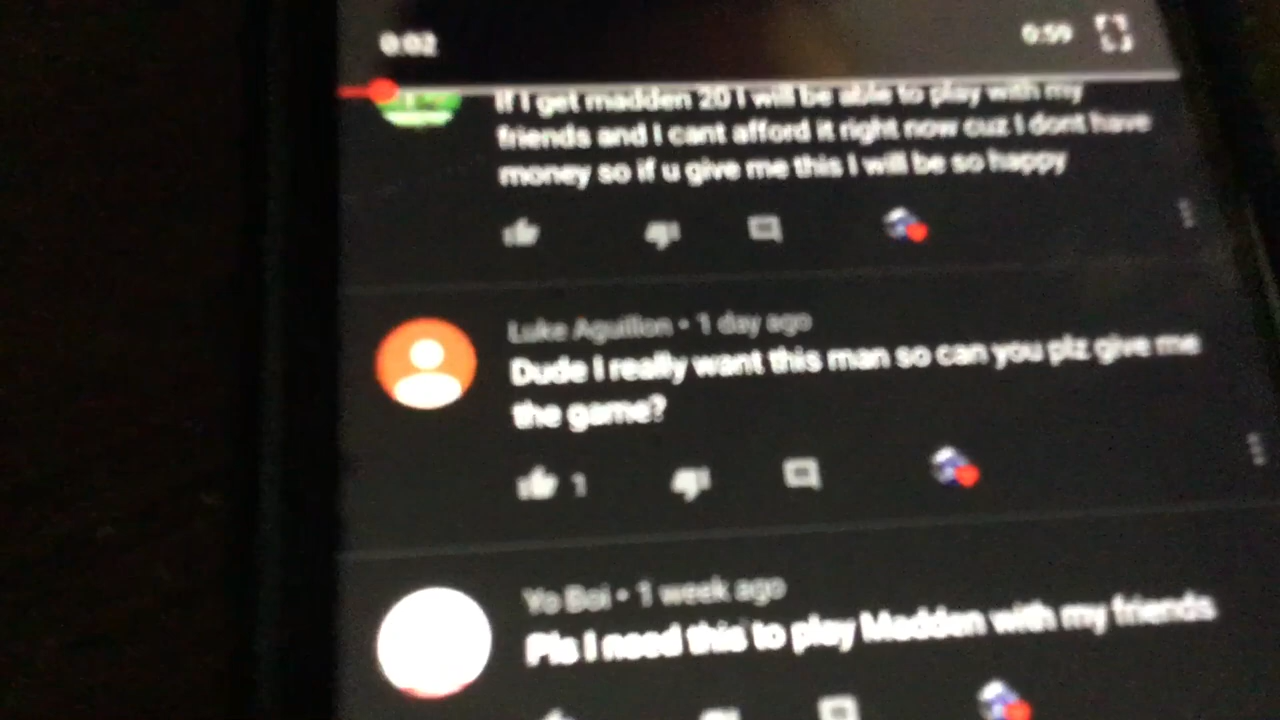 0:02
0:59
If I get madden 20 I will be able to play with my
friends and I cant afford it right now cuz I dont have
money so if u give me this I will be so happy
Luke Aguillon • 1 day ago
Dude I really want this man so can you plz give me
the game?
1
Yo Boi • 1 week ago
Pls I need this to play Madden with my friends